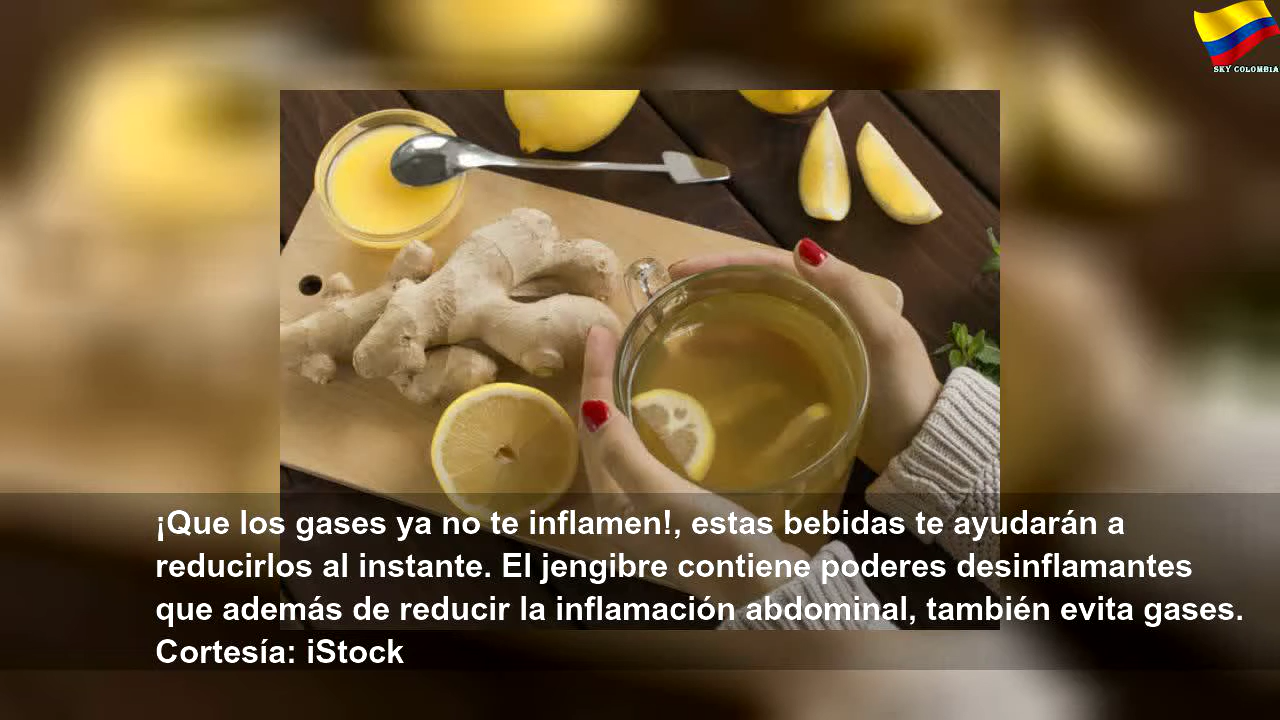 SKY COLOMBIA
¡Que los gases ya no te inflamen!, estas bebidas te ayudarán a
reducirlos al instante. El jengibre contiene poderes desinflamantes
que además de reducir la inflamación abdominal, también evita gases.
Cortesía: iStock